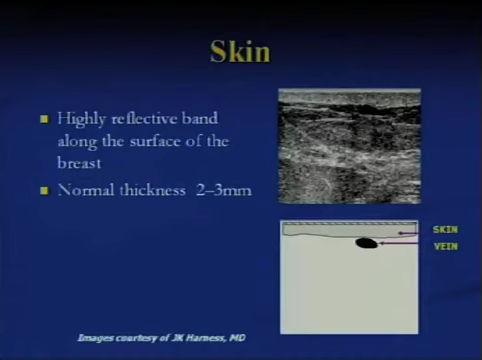 Skin
Highly reflective band
along the surface of the
breast
Normal thickness 2–3mm
SKIN
VEIN
Images courtesy of JK Harness, MD